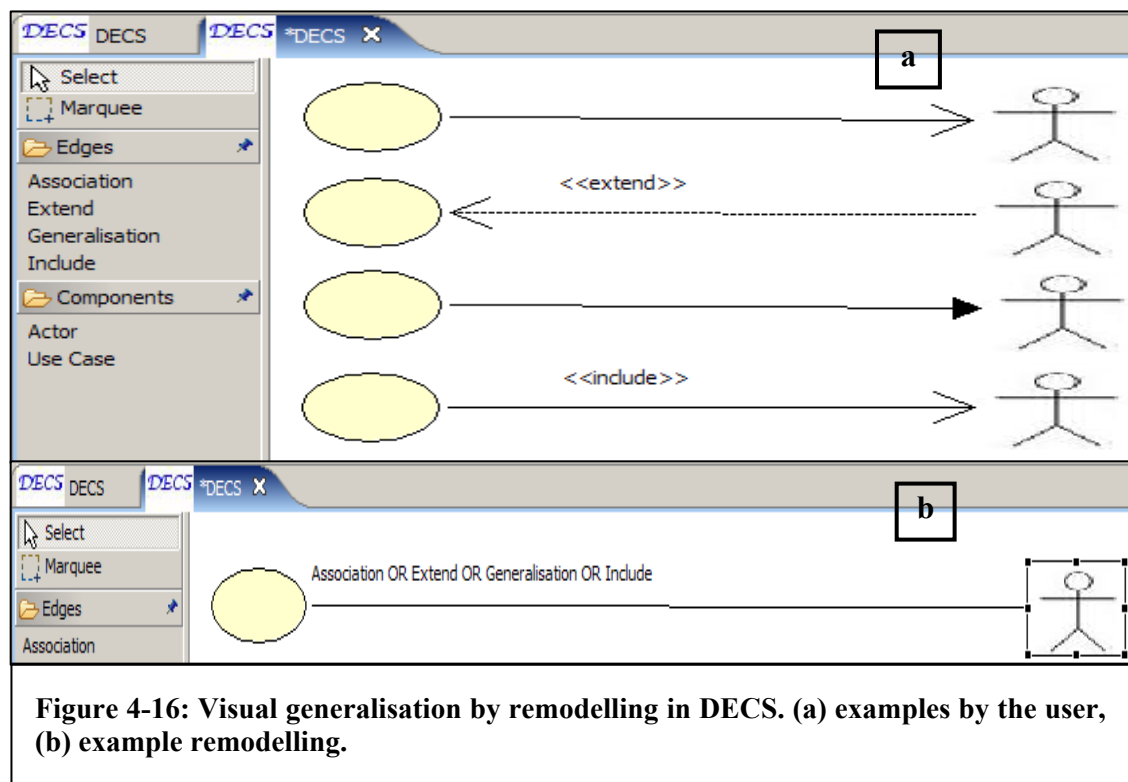 DECS DECS DECS *DECS X
a
Select
Marquee
Edges
Association
Extend
Generalisation
Include
Components
Actor
Use Case
<<extend>>
<<include>>
DECS DECS DECS *DECS X
b
Select
Marquee
Edges
Association
Association OR Extend OR Generalisation OR Include
Figure 4-16: Visual generalisation by remodelling in DECS. (a) examples by the user,
(b) example remodelling.